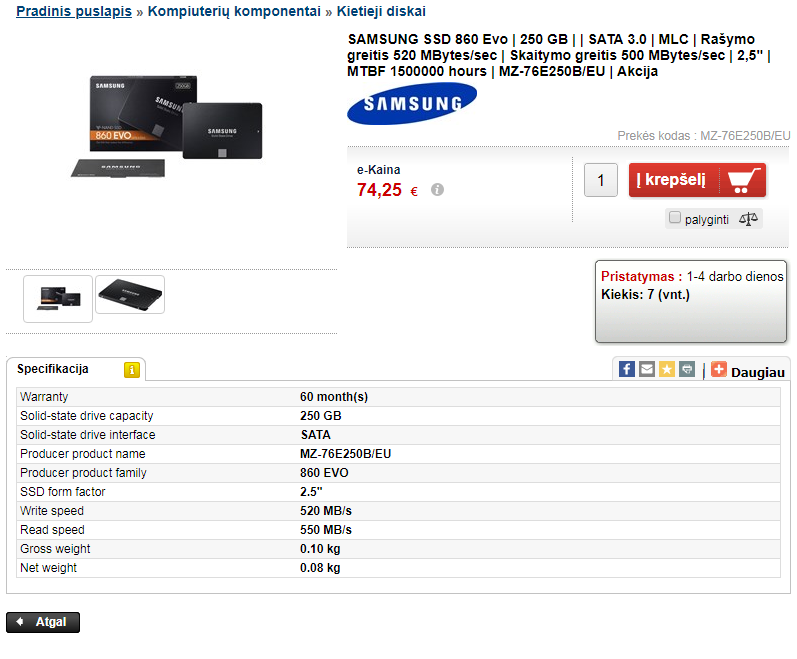 Pradinis puslapis » Kompiuterių komponentai » Kietieji diskai
SAMSUNG SSD 860 Evo | 250 GB | | SATA 3.0 | MLC | Rašymo
greitis 520 MBytes/sec | Skaitymo greitis 500 MBytes/sec | 2,5" |
MTBF 1500000 hours | MZ-76E250B/EU | Akcija
SAMSUNG
SAMSUNG
250GB
SAMSUNG
SAMSUNG
860 EVO
SAMSUNG
Prekės kodas : MZ-76E250B/EU
e-Kaina
74,25 €
1
Į krepšelį
palyginti
Pristatymas : 1-4 darbo dienos
Kiekis: 7 (vnt.)
Specifikacija
Daugiau
Warranty 60 month(s)
Solid-state drive capacity 250 GB
Solid-state drive interface SATA
Producer product name MZ-76E250B/EU
Producer product family 860 EVO
SSD form factor 2.5"
Write speed 520 MB/s
Read speed 550 MB/s
Gross weight 0.10 kg
Net weight 0.08 kg
Atgal